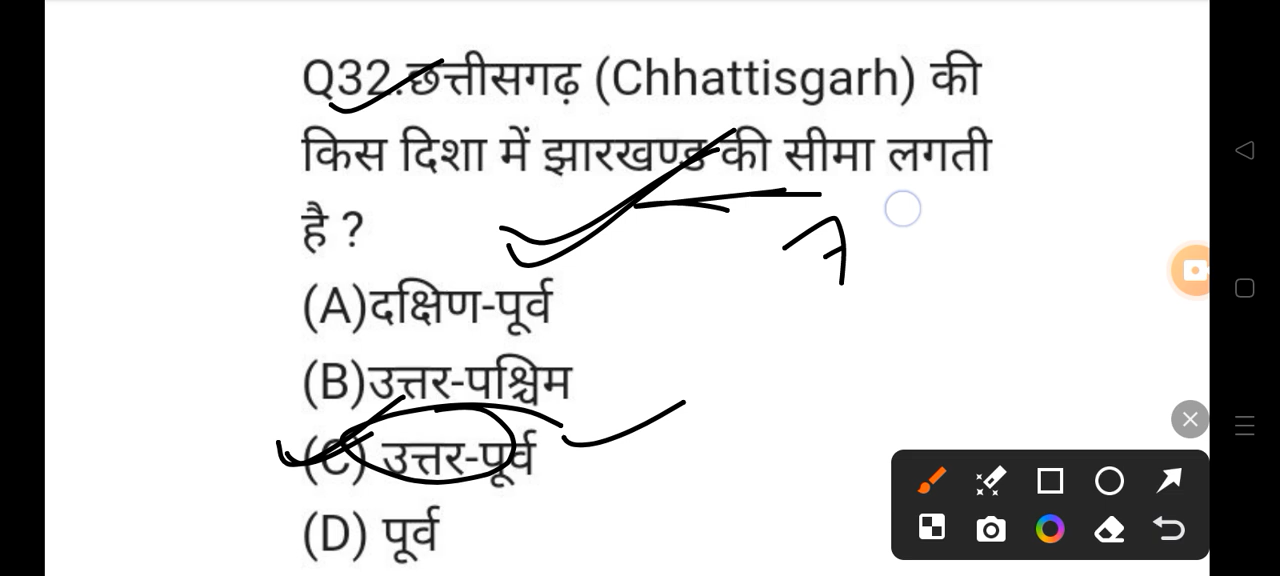 Q32.छत्तीसगढ़ (Chhattisgarh) की
किस दिशा में झारखण्ड की सीमा लगती
है ?
(A)दक्षिण-पूर्व
(B)उत्तर-पश्चिम
(C) उत्तर-पूर्व
(D) पूर्व